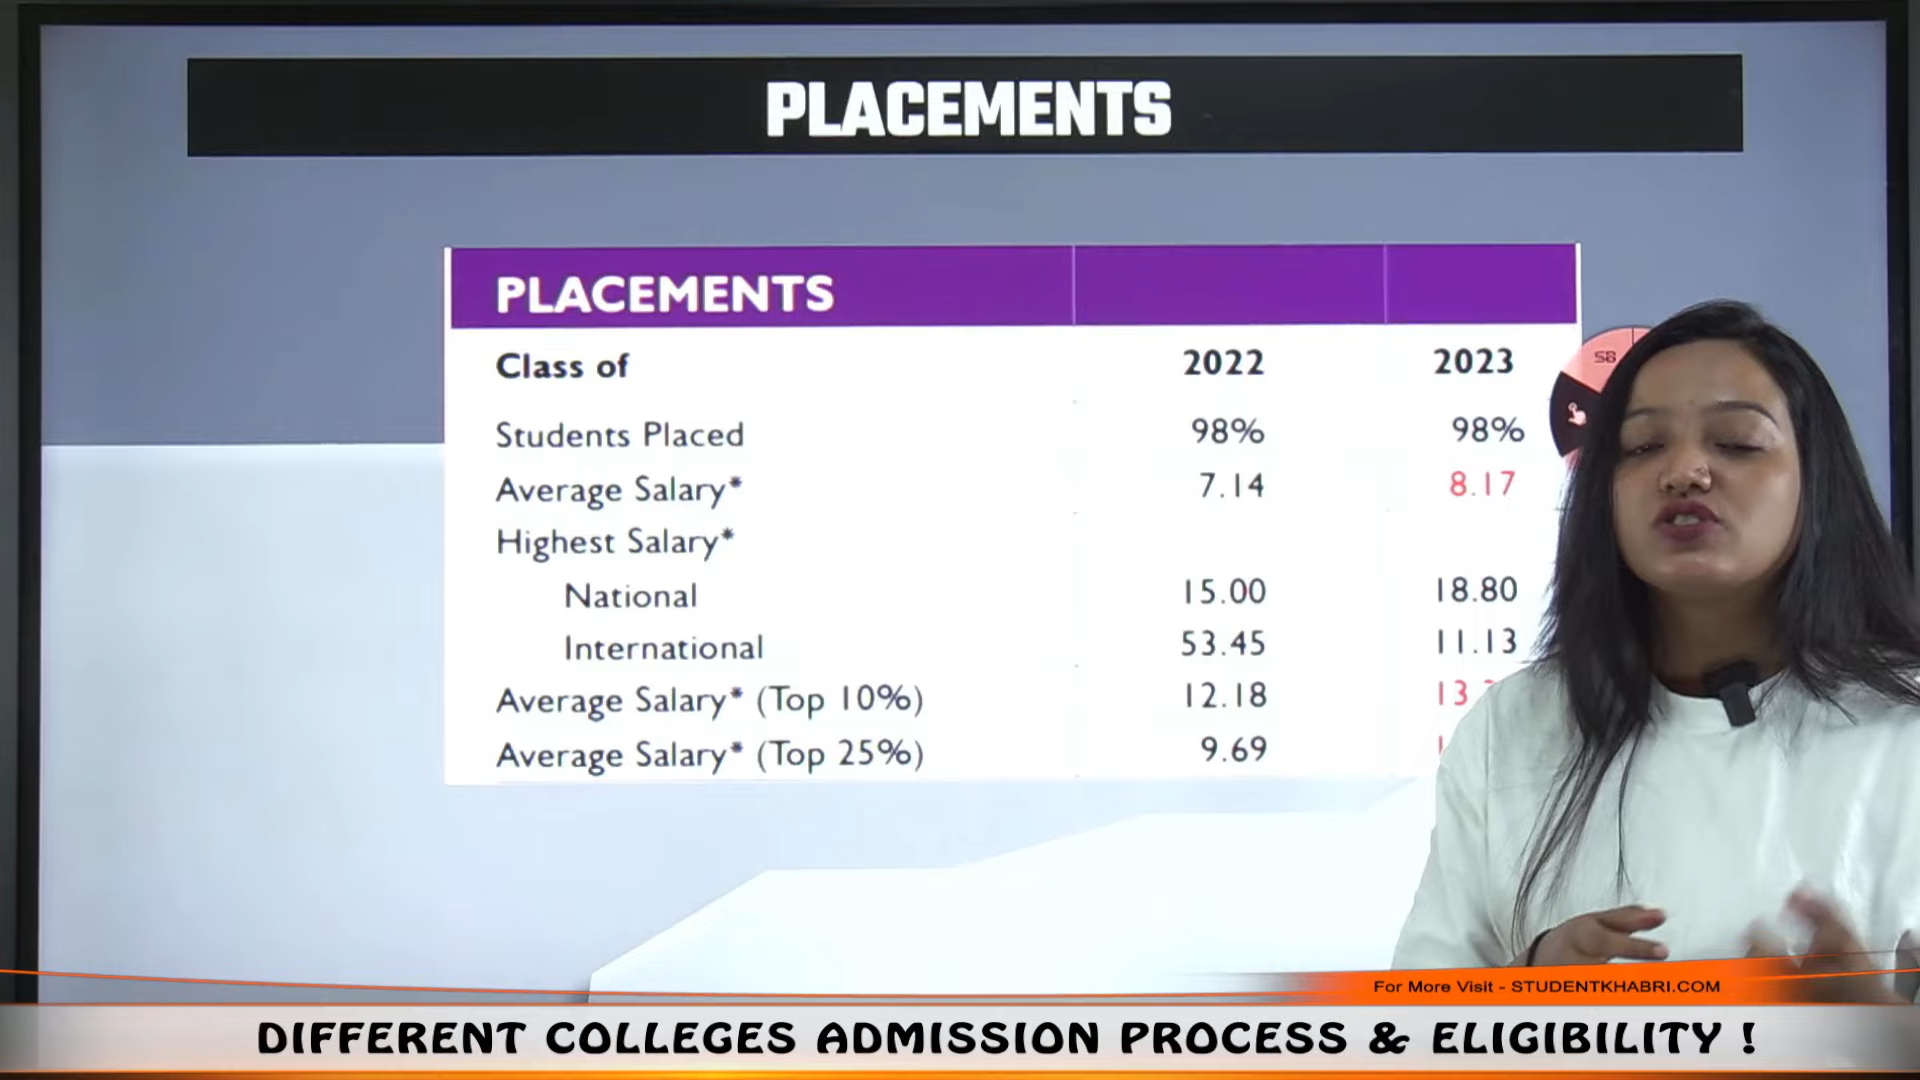 PLACEMENTS
PLACEMENTS
Class of 2022 2023
Students Placed 98% 98%
Average Salary* 7.14 8.17
Highest Salary*
National 15.00 18.80
International 53.45 11.13
Average Salary* (Top 10%) 12.18
Average Salary* (Top 25%) 9.69
For More Visit - STUDENTKHABRI.COM
DIFFERENT COLLEGES ADMISSION PROCESS & ELIGIBILITY !